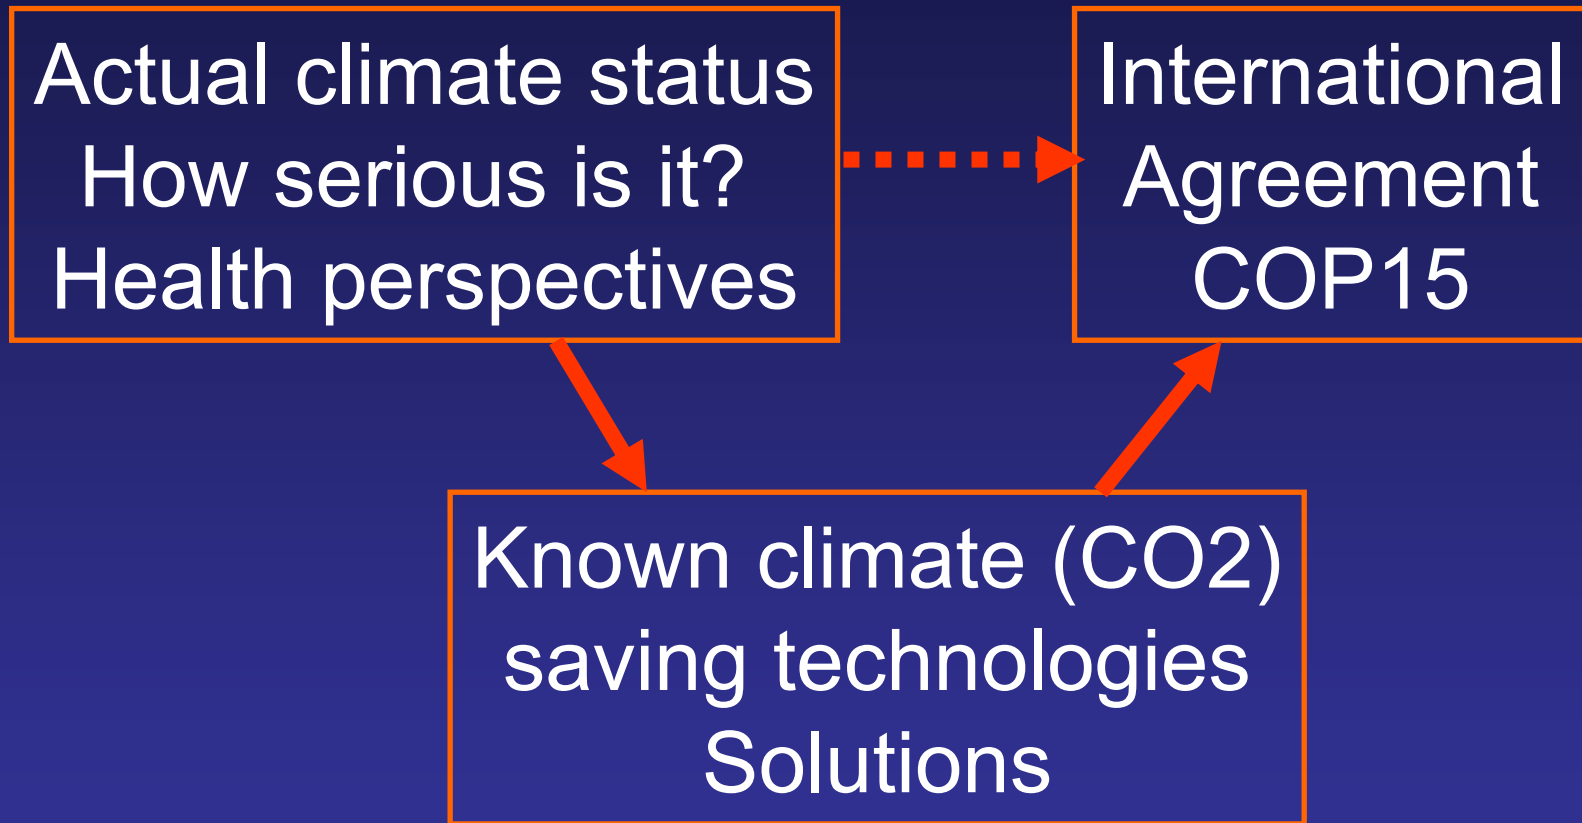 Actual climate status
How serious is it?
Health perspectives
International
Agreement
COP15
Known climate (CO2)
saving technologies
Solutions